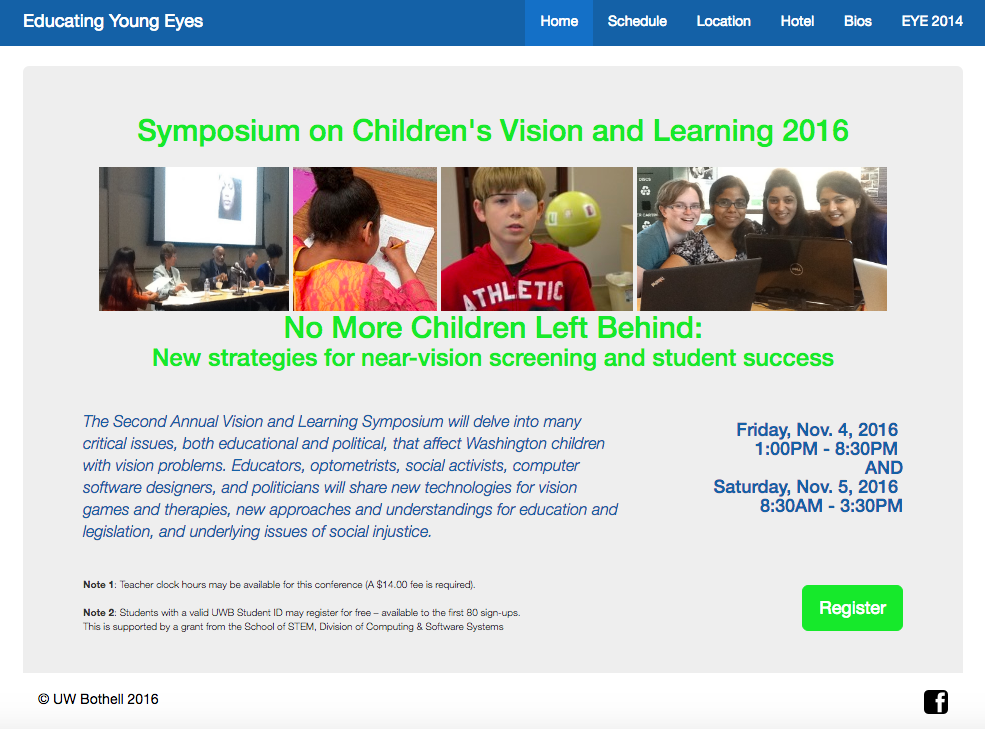 Educating Young Eyes
Home Schedule Location Hotel Bios EYE 2014
Symposium on Children's Vision and Learning 2016
ATHLETIC
DELL
No More Children Left Behind:
New strategies for near-vision screening and student success
The Second Annual Vision and Learning Symposium will delve into many
critical issues, both educational and political, that affect Washington children
with vision problems. Educators, optometrists, social activists, computer
software designers, and politicians will share new technologies for vision
games and therapies, new approaches and understandings for education and
legislation, and underlying issues of social injustice.
Friday, Nov. 4, 2016
1:00PM - 8:30PM
AND
Saturday, Nov. 5, 2016
8:30AM - 3:30PM
Note 1: Teacher clock hours may be available for this conference (A $14.00 fee is required).
Note 2: Students with a valid UWB Student ID may register for free – available to the first 80 sign-ups.
This is supported by a grant from the School of STEM, Division of Computing & Software Systems
Register
© UW Bothell 2016